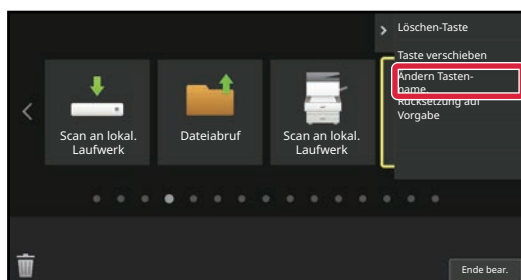 Löschen-Taste
Taste verschieben
Ändern Tasten-
name
Rücksetzung auf
Vorgabe
Scan an lokal.
Laufwerk
Dateiabruf
Scan an lokal.
Laufwerk
Ende bear.